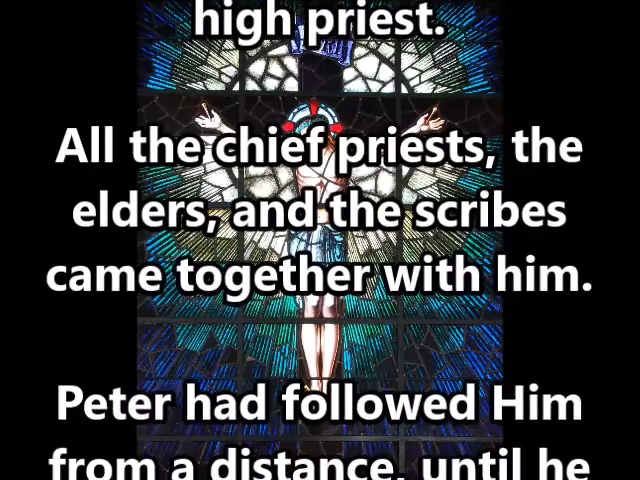 high priest.
All the chief priests, the
elders, and the scribes
came together with him.
Peter had followed Him
from a distance, until he